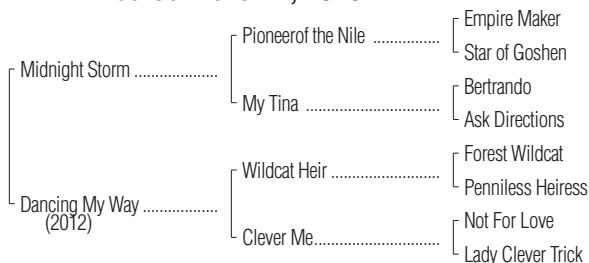 Empire Maker
Pioneerof the Nile ................
Star of Goshen
Midnight Storm ....................
Bertrando
My Tina ................................
Ask Directions
Forest Wildcat
Wildcat Heir ..........................
Penniless Heiress
Dancing My Way ..................
(2012)
Not For Love
Clever Me..............................
Lady Clever Trick